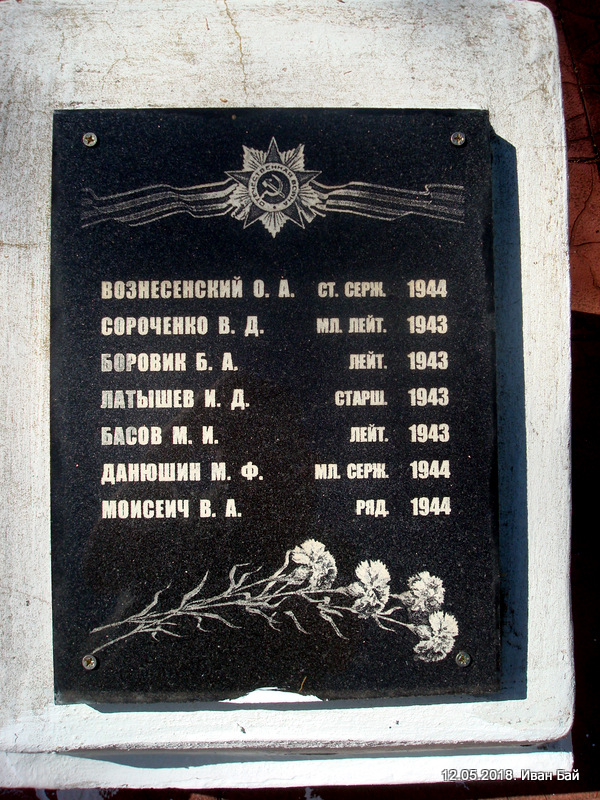 ВОЗНЕСЕНСКИЙ О. А. СТ. СЕРЖ. 1944
СОРОЧЕНКО В. Д. МЛ. ЛЕЙТ. 1943
БОРОВИК Б. А. ЛЕЙТ. 1943
ЛАТЫШЕВ И. Д. СТАРШ. 1943
БАСОВ М. И. ЛЕЙТ. 1943
ДАНЮШИН М. Ф. МЛ. СЕРЖ. 1944
МОИСЕИЧ В. А. РЯД. 1944
12.05.2018 Иван Бай